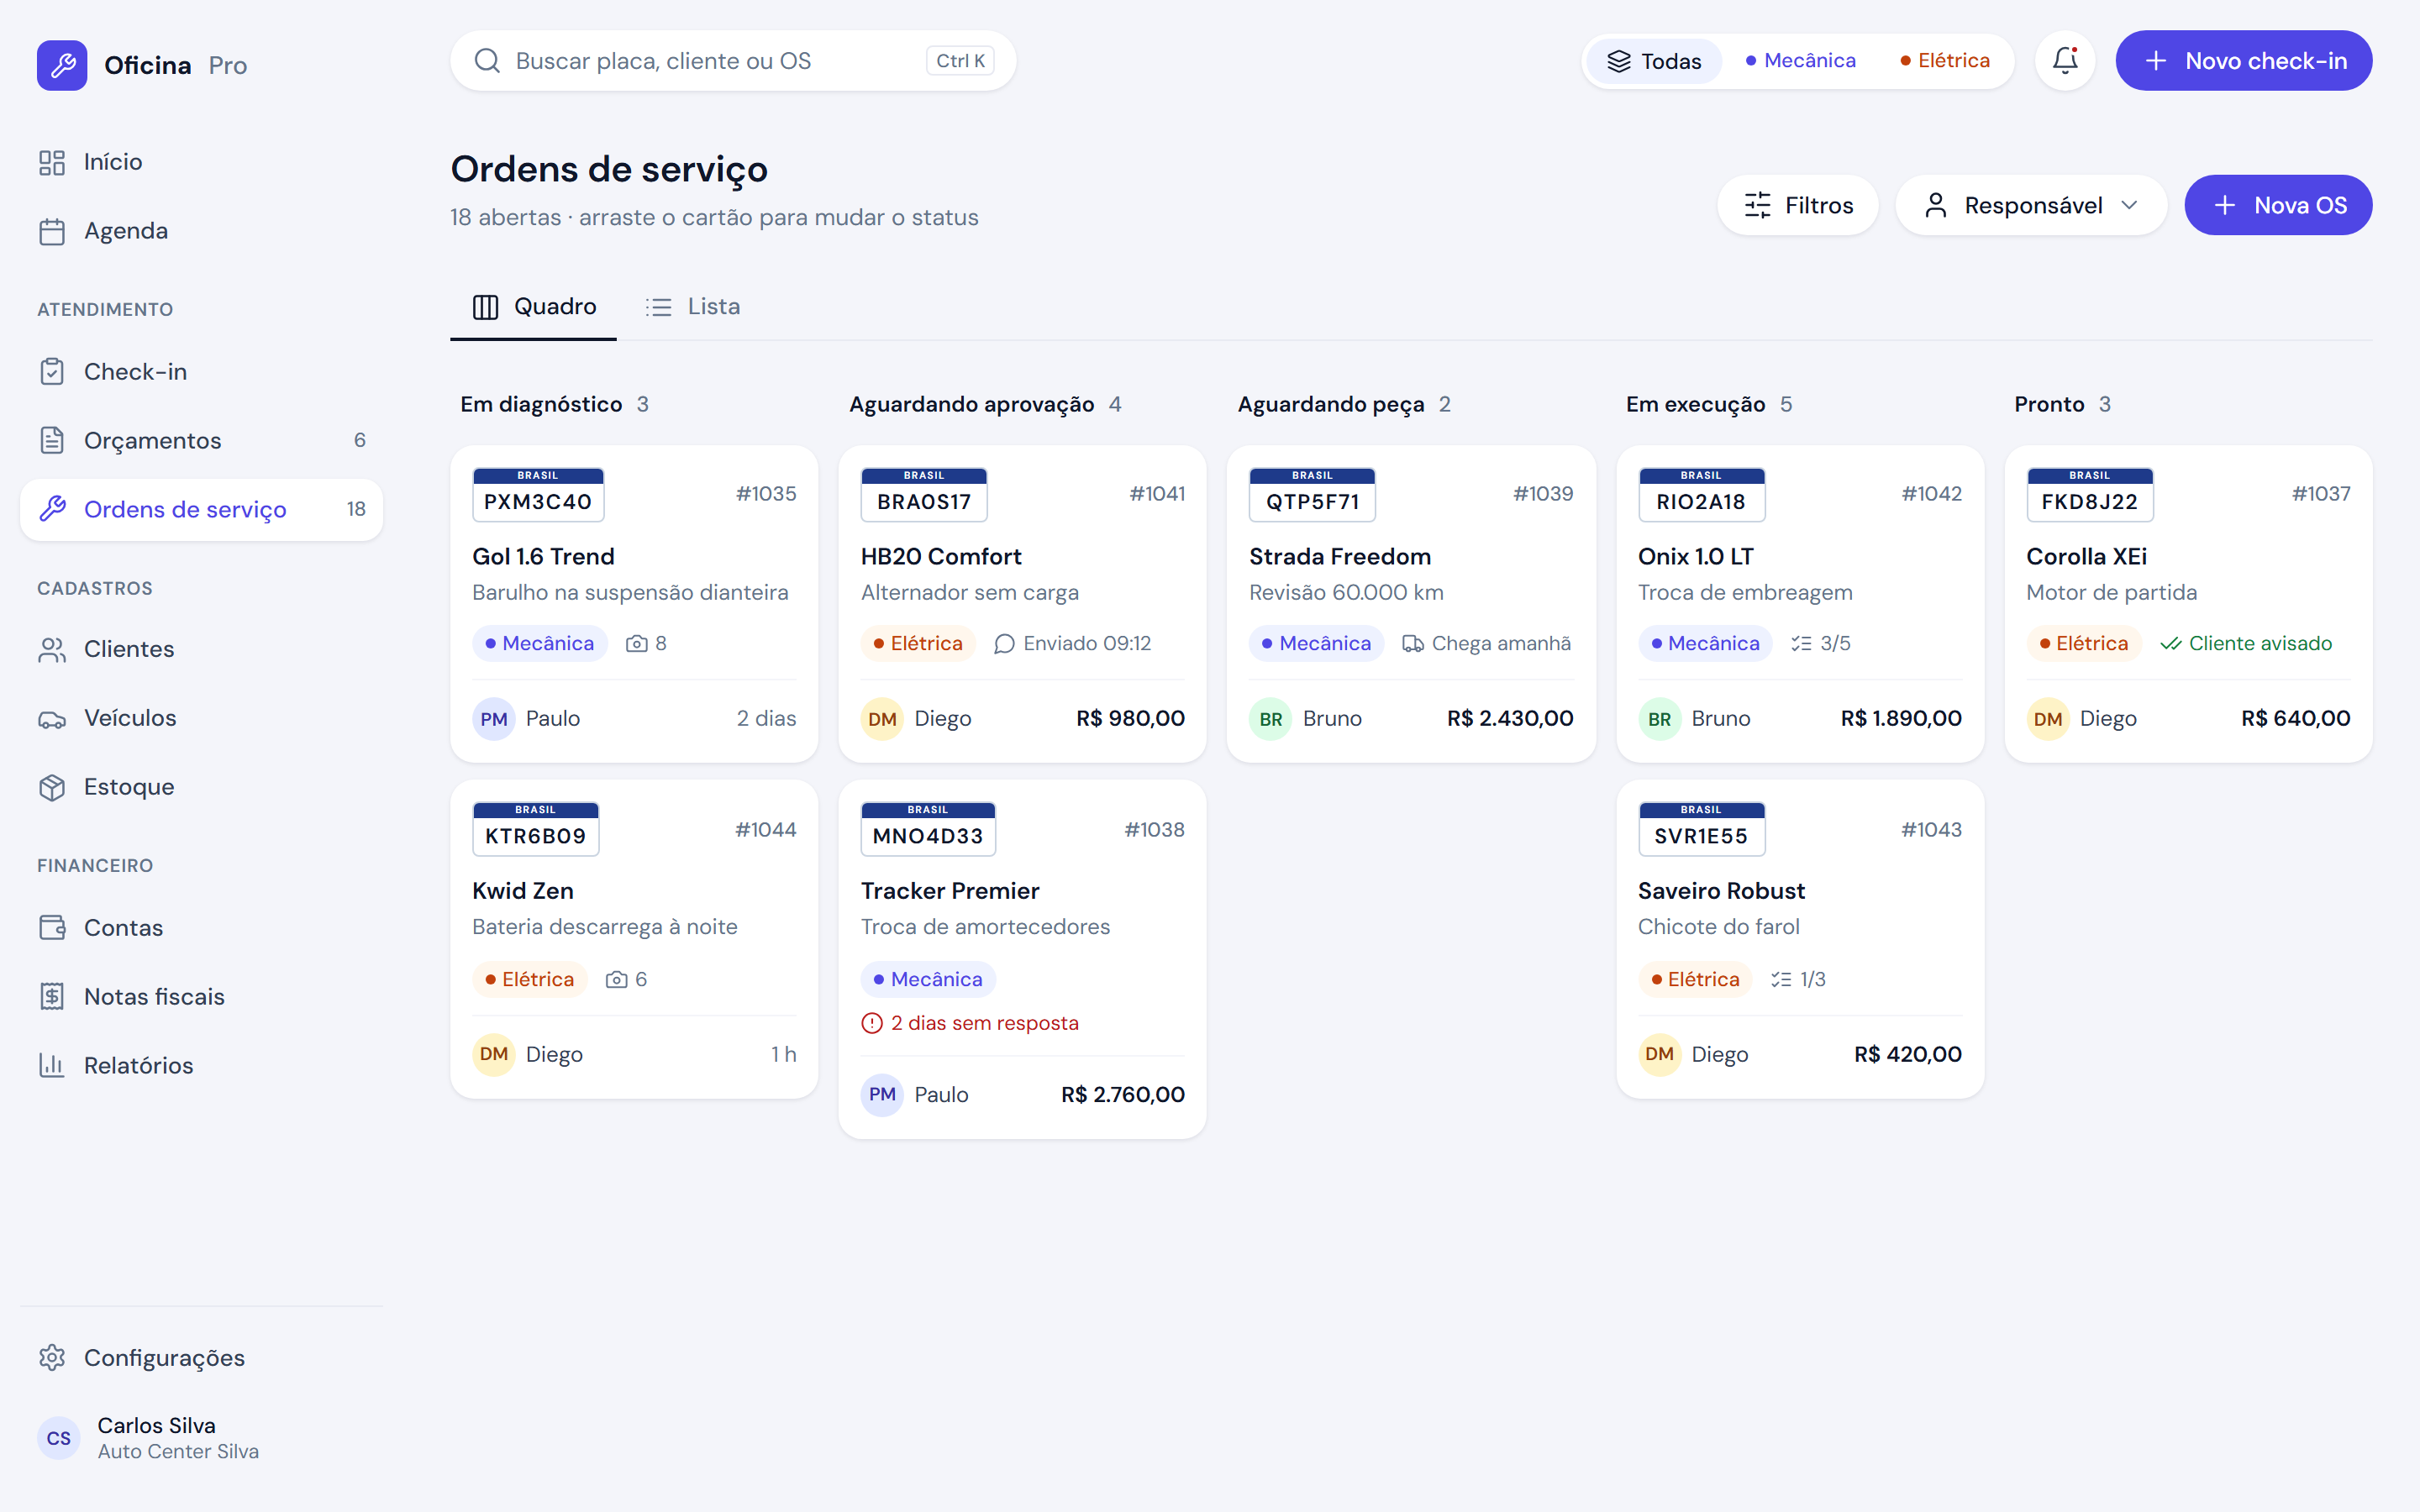 Oficina Pro
Início
Agenda
ATENDIMENTO
Check-in
Orçamentos 6
Ordens de serviço 18
CADASTROS
Clientes
Veículos
Estoque
FINANCEIRO
Contas
Notas fiscais
Relatórios
Configurações
CS Carlos Silva
Auto Center Silva
Buscar placa, cliente ou OS Ctrl K
Todas Mecânica Elétrica
Novo check-in
Ordens de serviço
18 abertas · arraste o cartão para mudar o status
Filtros Responsável Nova OS
Quadro Lista
Em diagnóstico 3
BRASIL
PXM3C40 #1035
Gol 1.6 Trend
Barulho na suspensão dianteira
Mecânica 8
PM Paulo 2 dias
BRASIL
KTR6B09 #1044
Kwid Zen
Bateria descarrega à noite
Elétrica 6
DM Diego 1 h
Aguardando aprovação 4
BRASIL
BRA0S17 #1041
HB20 Comfort
Alternador sem carga
Elétrica Enviado 09:12
DM Diego R$ 980,00
BRASIL
MNO4D33 #1038
Tracker Premier
Troca de amortecedores
Mecânica
2 dias sem resposta
PM Paulo R$ 2.760,00
Aguardando peça 2
BRASIL
QTP5F71 #1039
Strada Freedom
Revisão 60.000 km
Mecânica Chega amanhã
BR Bruno R$ 2.430,00
Em execução 5
BRASIL
RIO2A18 #1042
Onix 1.0 LT
Troca de embreagem
Mecânica 3/5
BR Bruno R$ 1.890,00
BRASIL
SVR1E55 #1043
Saveiro Robust
Chicote do farol
Elétrica 1/3
DM Diego R$ 420,00
Pronto 3
BRASIL
FKD8J22 #1037
Corolla XEi
Motor de partida
Elétrica Cliente avisado
DM Diego R$ 640,00